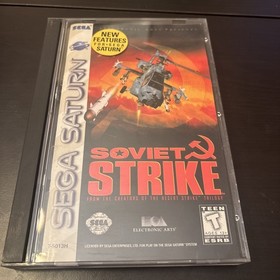 SEGA
NEW
FEATURES
FOR SEGA
SATURN
SEGA SATURN
SOVIET
STRIKE
FROM THE CREATORS OF THE DESERT STRIKE TRILOGY
SEGA
ELECTRONIC ARTS
TEEN
T
ESRB